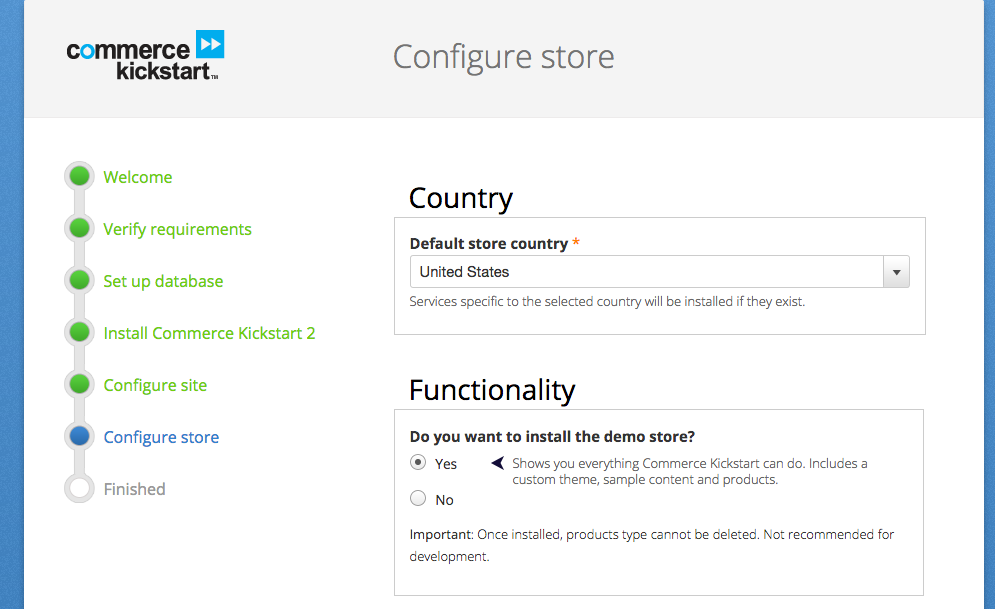 commerce
kickstart™
Configure store
Welcome
Verify requirements
Set up database
Install Commerce Kickstart 2
Configure site
Configure store
Finished
Country
Default store country *
United States
Services specific to the selected country will be installed if they exist.
Functionality
Do you want to install the demo store?
Yes
Shows you everything Commerce Kickstart can do. Includes a
custom theme, sample content and products.
No
Important: Once installed, products type cannot be deleted. Not recommended for
development.